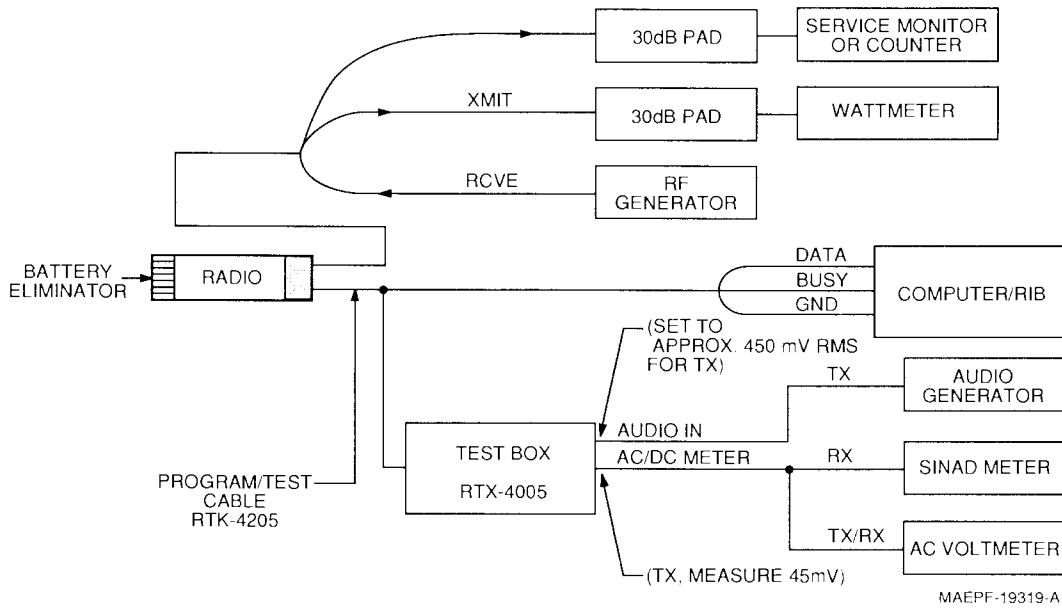 30dB PAD
SERVICE MONITOR
OR COUNTER
XMIT
30dB PAD
WATTMETER
RCVE
RF
GENERATOR
BATTERY
ELIMINATOR
RADIO
DATA
BUSY
GND
COMPUTER/RIB
(SET TO
APPROX. 450 mV RMS
FOR TX)
TX
AUDIO
GENERATOR
TEST BOX
RTX-4005
AUDIO IN
AC/DC METER
RX
SINAD METER
PROGRAM/TEST
CABLE
RTK-4205
TX/RX
AC VOLTMETER
(TX, MEASURE 45mV)
MAEPF-19319-A